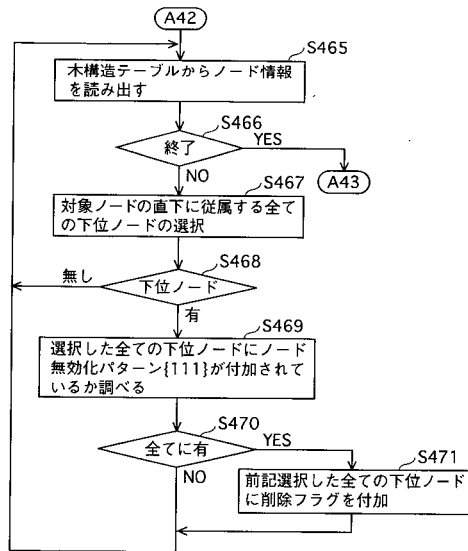 A42
S465
木構造テーブルからノード情報
を読み出す
S466
終了
YES
A43
NO
S467
対象ノードの直下に従属する全て
の下位ノードの選択
S468
無し
下位ノード
有
S469
選択した全ての下位ノードにノード
無効化パターン{111}が付加されて
いるか調べる
S470
全てに有
YES
S471
NO
前記選択した全ての下位ノード
に削除フラグを付加